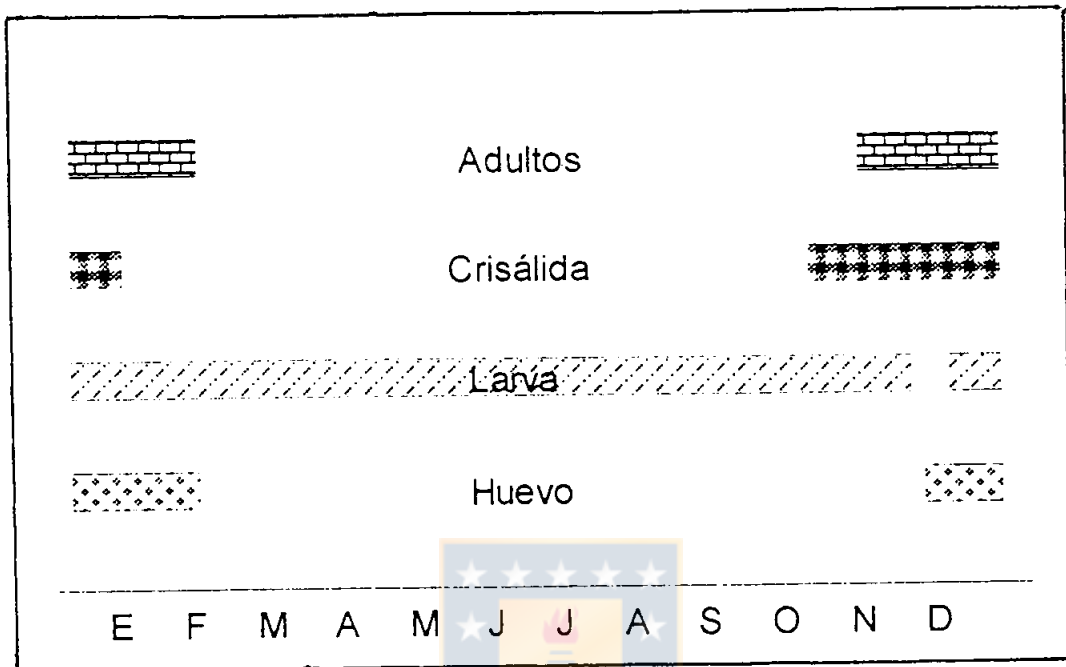 Adultos
Crisálida
Larva
Huevo
E F M A M J J A S O N D